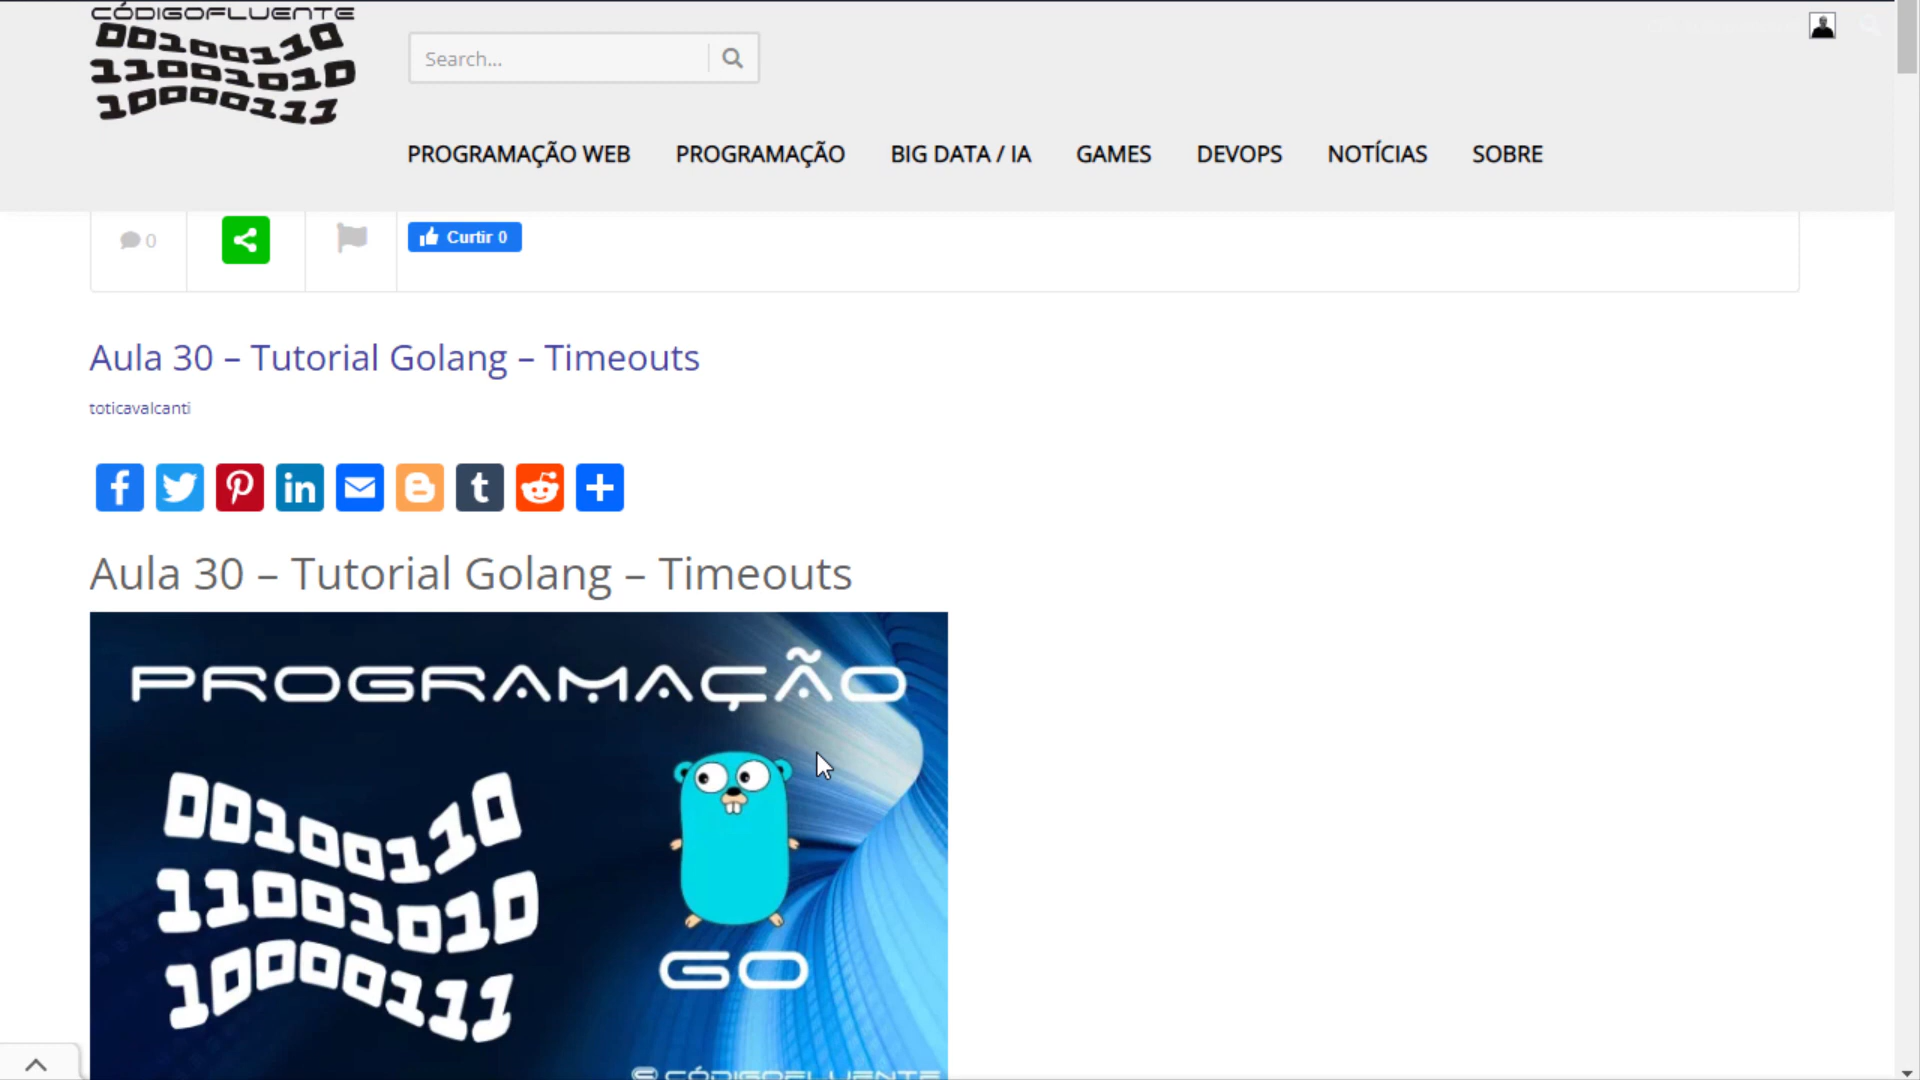 CÓDIGOFLUENTE
00100110
11001010
10000111
Search...
PROGRAMAÇÃO WEB PROGRAMAÇÃO BIG DATA / IA GAMES DEVOPS NOTÍCIAS SOBRE
0
Curtir 0
Aula 30 – Tutorial Golang – Timeouts
toticavalcanti
Aula 30 – Tutorial Golang – Timeouts
PROGRAMAÇÃO
00100110
11001010
10000111
GO
CÓDIGOFLUENTE